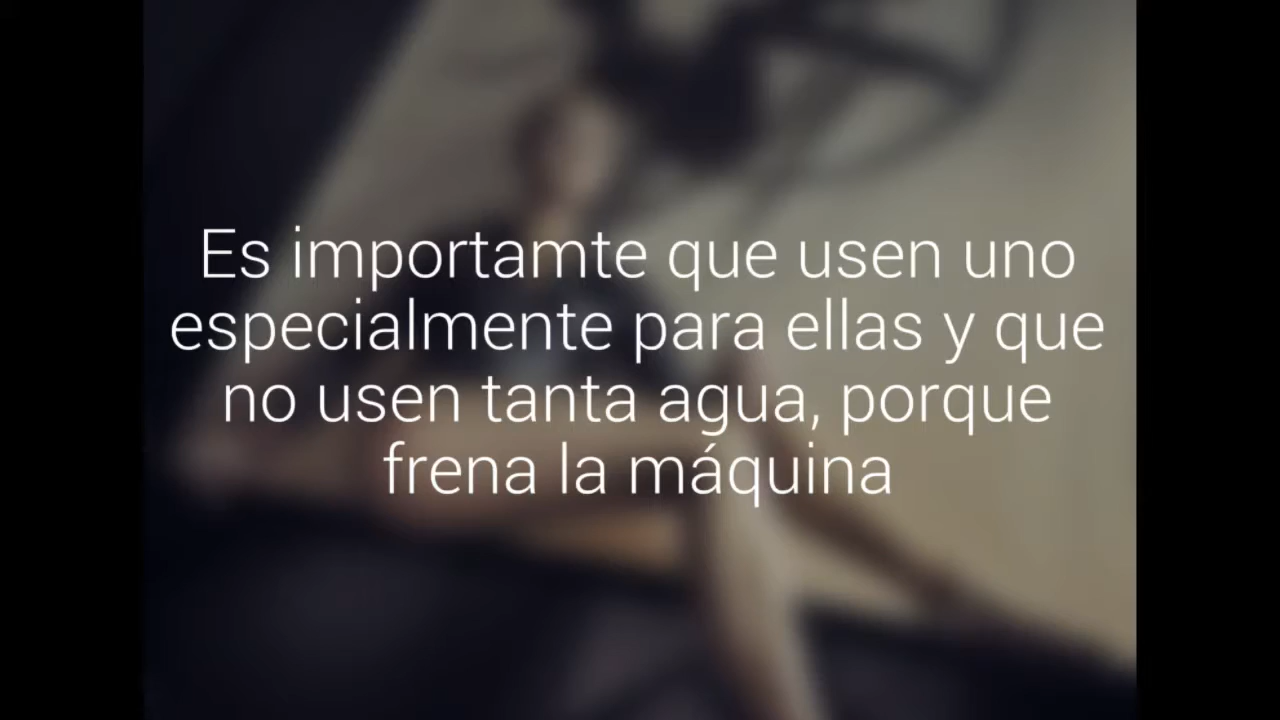 Es importamte que usen uno
especialmente para ellas y que
no usen tanta agua, porque
frena la máquina